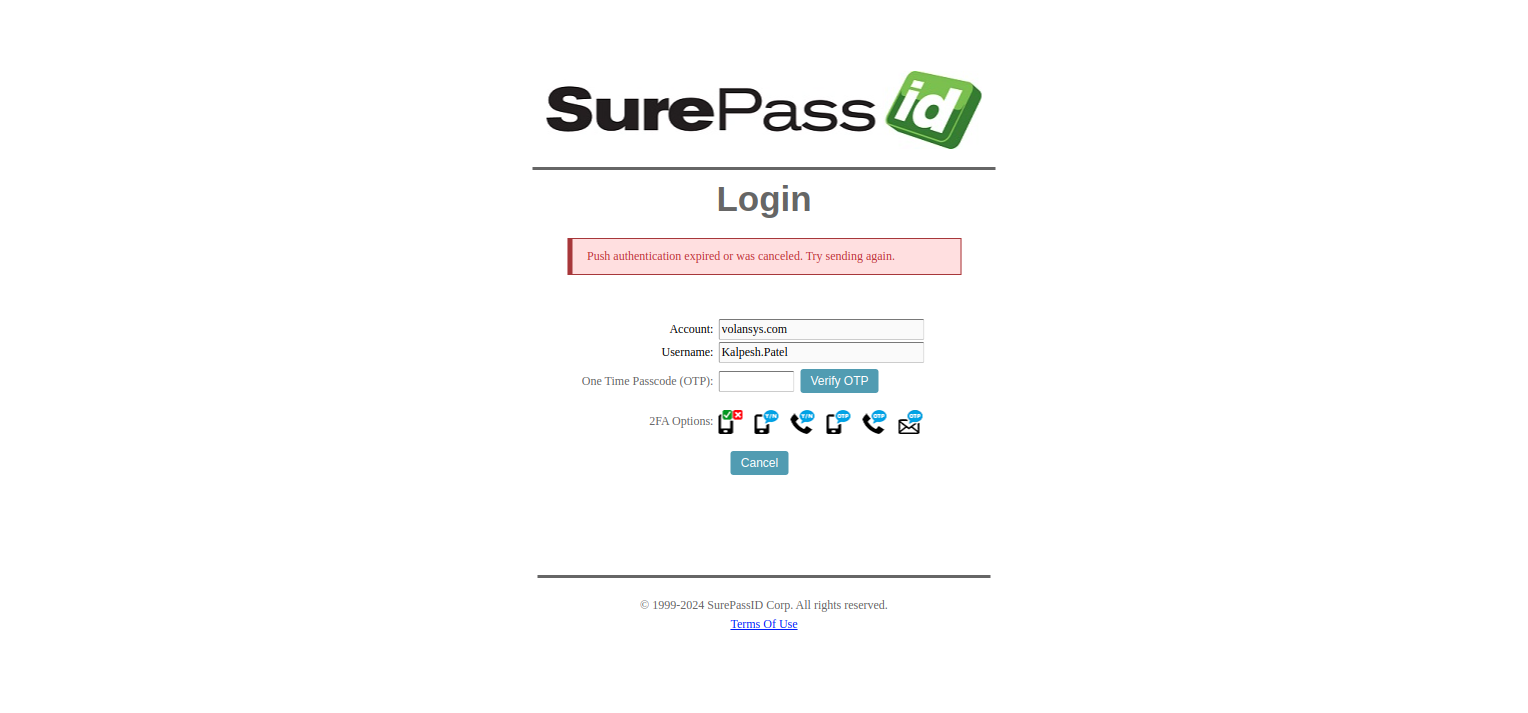 SurePass id
Login
Push authentication expired or was canceled. Try sending again.
Account: volansys.com
Username: Kalpesh.Patel
One Time Passcode (OTP): Verify OTP
2FA Options: Y/N Y/N OTP OTP OTP
Cancel
© 1999-2024 SurePassID Corp. All rights reserved.
Terms Of Use